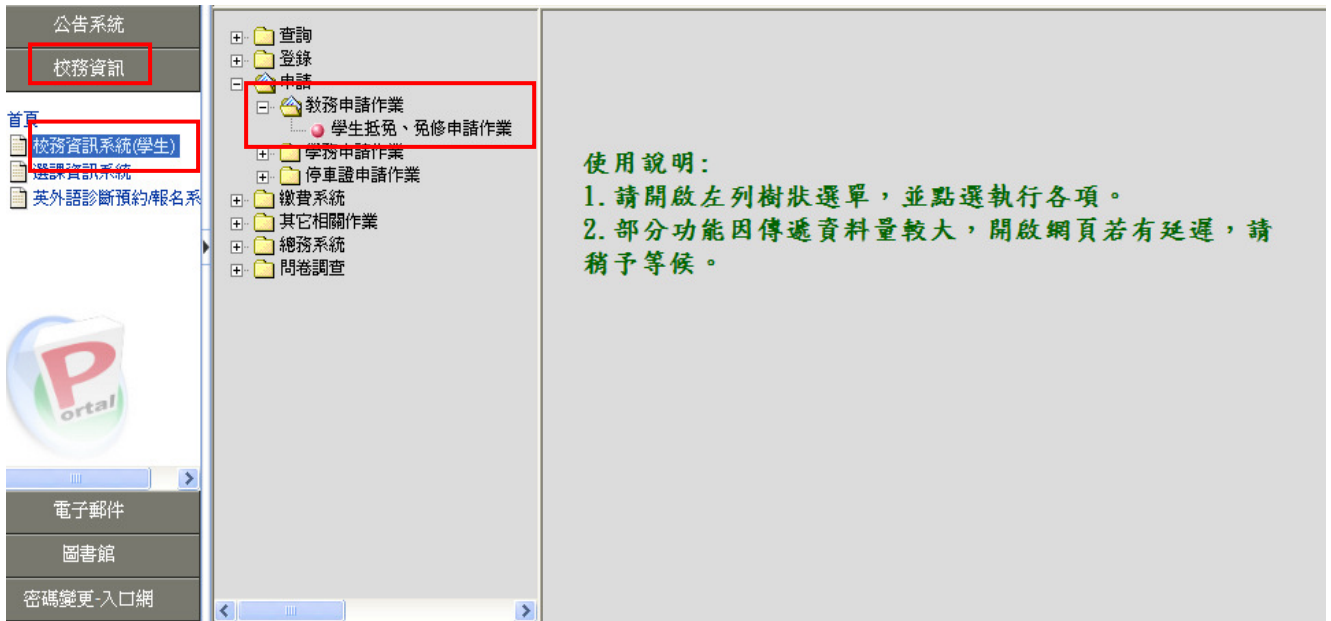 公告系統
校務資訊
首頁
校務資訊系統(學生)
選課資訊系統
英外語診斷預約/報名系
Portal
電子郵件
圖書館
密碼變更-入口網
查詢
登錄
申請
教務申請作業
學生抵免、免修申請作業
學務申請作業
停車證申請作業
繳費系統
其它相關作業
總務系統
問卷調查
使用說明:
1.請開啟左列樹狀選單，並點選執行各項。
2.部分功能因傳遞資料量較大，開啟網頁若有延遲，請
稍予等候。